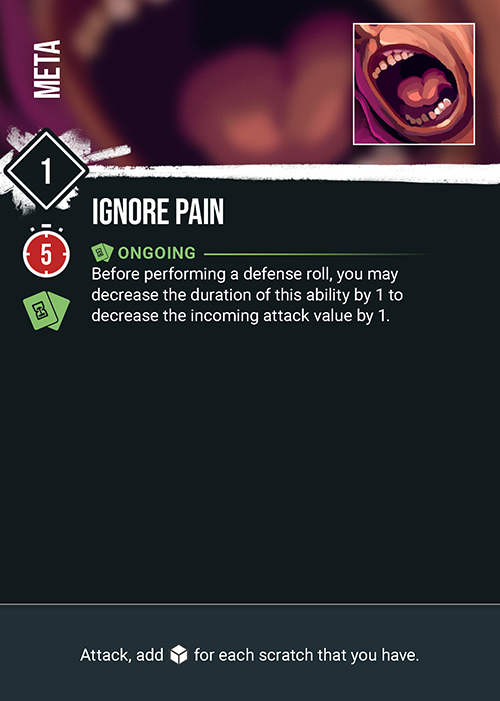 META
1
IGNORE PAIN
5
ONGOING
Before performing a defense roll, you may
decrease the duration of this ability by 1 to
decrease the incoming attack value by 1.
Attack, add for each scratch that you have.